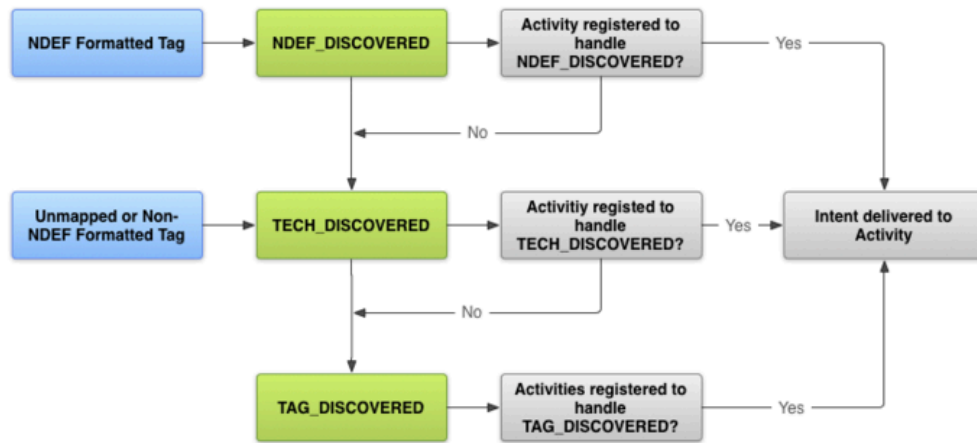 NDEF Formatted Tag
NDEF_DISCOVERED
Activity registered to
handle
NDEF_DISCOVERED?
Yes
No
Unmapped or Non-
NDEF Formatted Tag
TECH_DISCOVERED
Activitiy registed to
handle
TECH_DISCOVERED?
Yes
Intent delivered to
Activity
No
TAG_DISCOVERED
Activities registered to
handle
TAG_DISCOVERED?
Yes